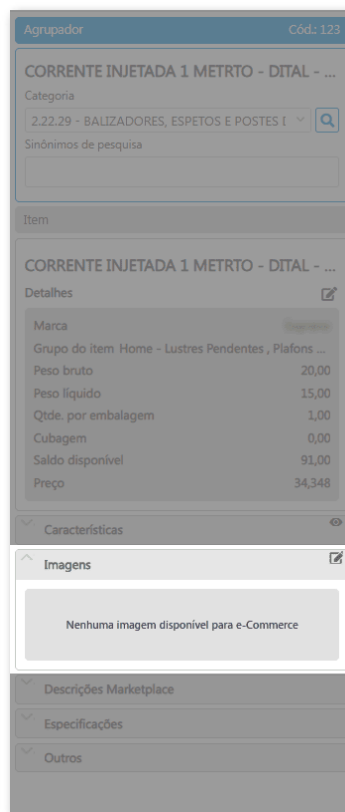 Agrupador Cód.: 123
CORRENTE INJETADA 1 METRTO - DITAL - ...
Categoria
2.22.29 - BALIZADORES, ESPETOS E POSTES D
Sinônimos de pesquisa
Item
CORRENTE INJETADA 1 METRTO - DITAL - ...
Detalhes
Marca
Grupo do item Home - Lustres Pendentes , Plafons ...
Peso bruto 20,00
Peso líquido 15,00
Qtde. por embalagem 1,00
Cubagem 0,00
Saldo disponível 91,00
Preço 34,348
Características
Imagens
Nenhuma imagem disponível para e-Commerce
Descrições Marketplace
Especificações
Outros